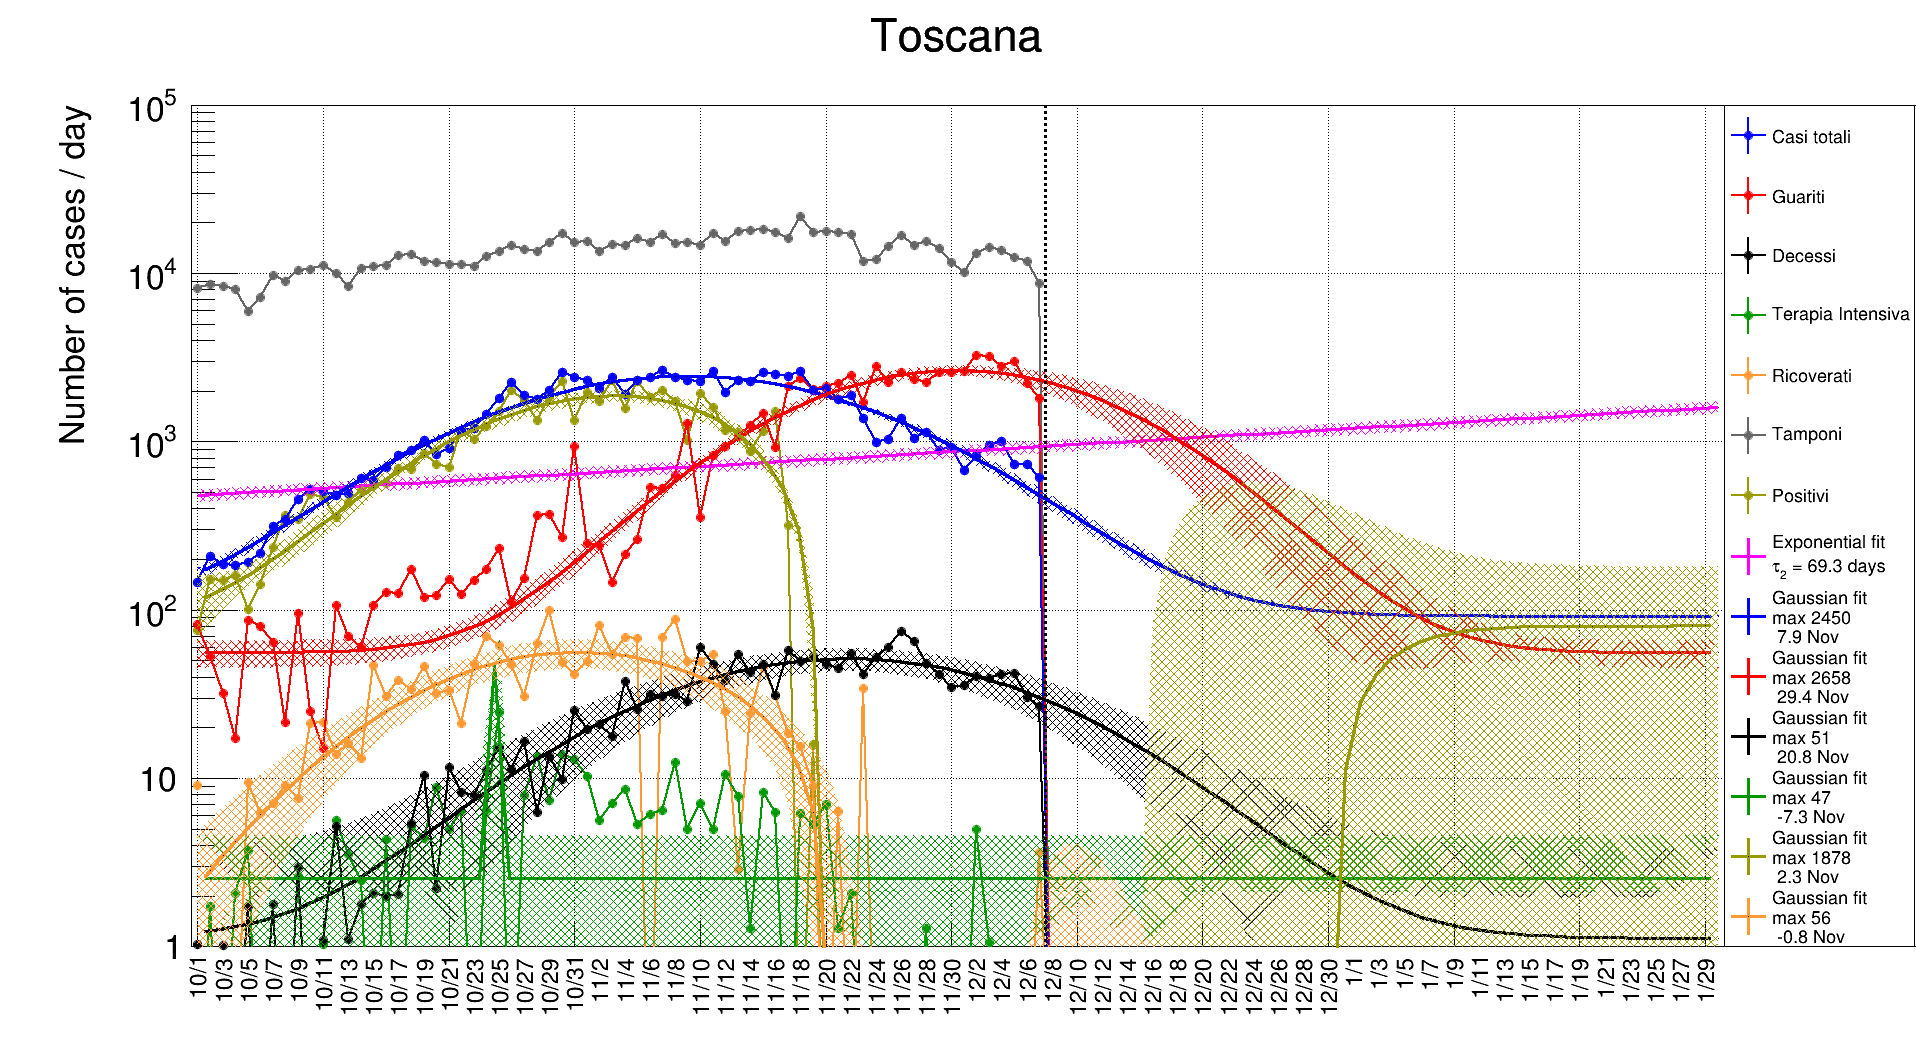 Toscana
Number of cases / day
10^5
10^4
10^3
10^2
10
1
10/1
10/3
10/5
10/7
10/9
10/11
10/13
10/15
10/17
10/19
10/21
10/23
10/25
10/27
10/29
10/31
11/2
11/4
11/6
11/8
11/10
11/12
11/14
11/16
11/18
11/20
11/22
11/24
11/26
11/28
11/30
12/2
12/4
12/6
12/8
12/10
12/12
12/14
12/16
12/18
12/20
12/22
12/24
12/26
12/28
12/30
1/1
1/3
1/5
1/7
1/9
1/11
1/13
1/15
1/17
1/19
1/21
1/23
1/25
1/27
1/29
Casi totali
Guariti
Decessi
Terapia Intensiva
Ricoverati
Tamponi
Positivi
Exponential fit
τ_2 = 69.3 days
Gaussian fit
max 2450
7.9 Nov
Gaussian fit
max 2658
29.4 Nov
Gaussian fit
max 51
20.8 Nov
Gaussian fit
max 47
-7.3 Nov
Gaussian fit
max 1878
2.3 Nov
Gaussian fit
max 56
-0.8 Nov